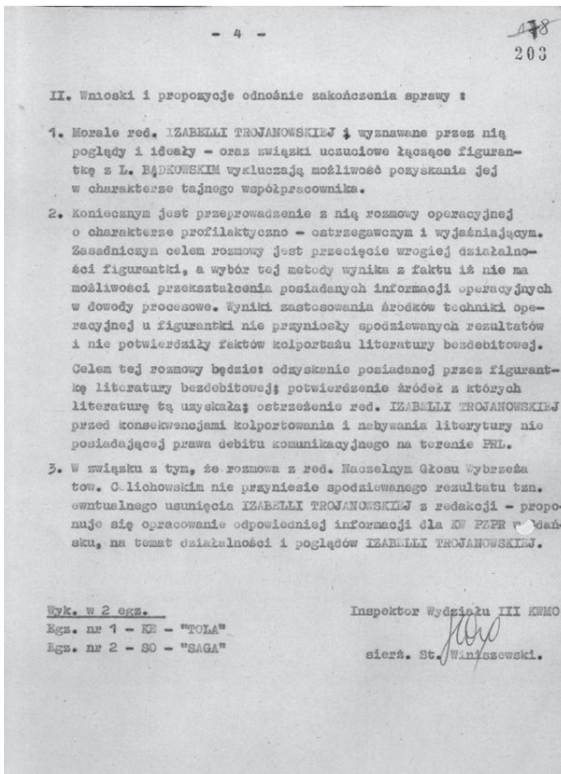 - 4 -
203
II. Wnioski i propozycje odnośnie zakończenia sprawy :
1. Morale red. IZABELLI TROJANOWSKIEJ i wyznawane przez nią
poglądy i ideały - oraz związki uczuciowe łączące figuran-
tkę z L. BĄDKOWSKIM wykluczają możliwość pozyskania jej
w charakterze tajnego współpracownika.
2. Koniecznym jest przeprowadzenie z nią rozmowy operacyjnej
o charakterze profilaktyczno - ostrzegawczym i wyjaśniającym.
Zasadniczym celem rozmowy jest przecięcie wrogiej działalno-
ści figurantki, a wybór tej metody wynika z faktu iż nie ma
możliwości przekształcenia posiadanych informacji operacyjnych
w dowody procesowe. Wyniki zastosowania środków techniki ope-
racyjnej u figurantki nie przyniosły spodziewanych rezultatów
i nie potwierdziły faktów kolportażu literatury bezdebitowej.
Celem tej rozmowy będzie: odzyskanie posiadanej przez figurant-
kę literatury bezdebitowej; potwierdzenie źródeł z których
literaturę tą uzyskała; ostrzeżenie red. IZABELLI TROJANOWSKIEJ
przed konsekwencjami kolportowania i nabywania literytury nie
posiadającej prawa debitu komunikacyjnego na terenie PRL.
3. W związku z tym, że rozmowa z red. Naczelnym Głosu Wybrzeża
tow. C.lichowskim nie przyniesie spodziewanego rezultatu tzn.
ewntualnego usunięcia IZABELLI TROJANOWSKIEJ z redakcji - propo-
nuje się opracowanie odpowiedniej informacji dla KW PZPR w Gdań-
sku, na temat działalności i poglądów IZABELLI TROJANOWSKIEJ.
Wyk. w 2 egz.
Egz. nr 1 - KE - "TOLA"
Egz. nr 2 - SO - "SAGA"
Inspektor Wydziału III KWMO
sierż. St. Winiszewski.